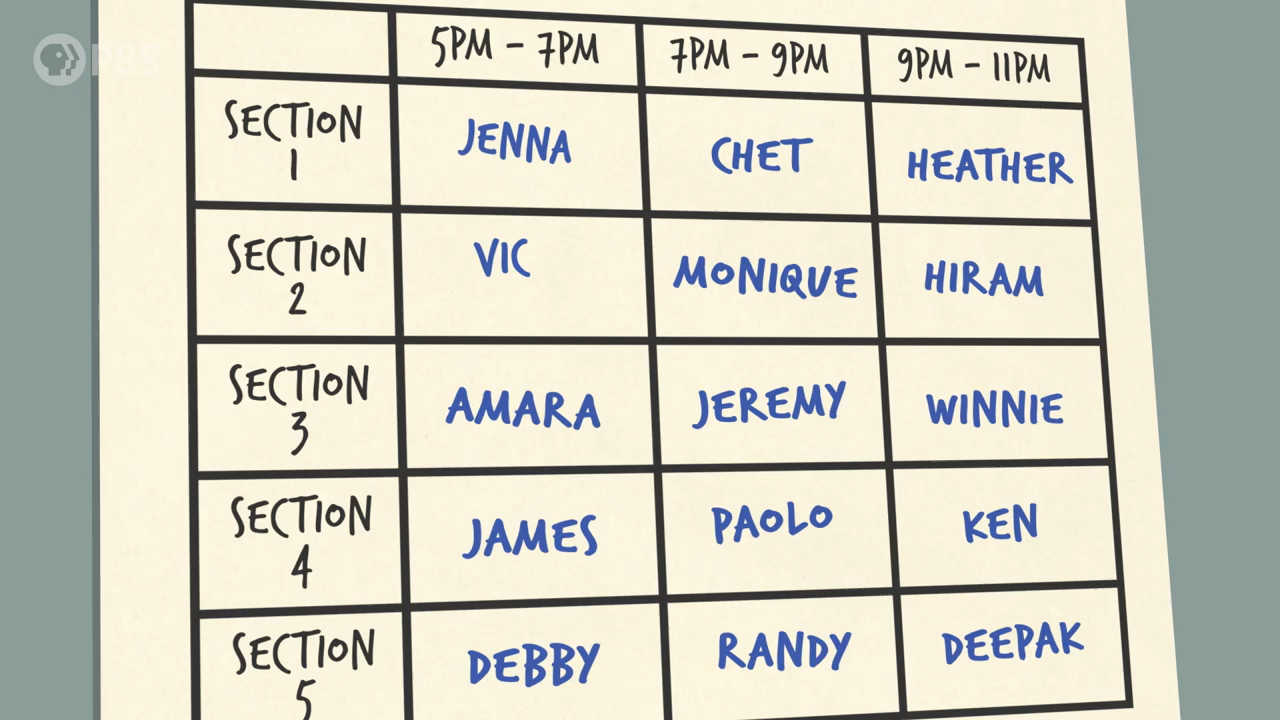 PBS
5PM - 7PM 7PM - 9PM 9PM - 11PM
SECTION 1 JENNA CHET HEATHER
SECTION 2 VIC MONIQUE HIRAM
SECTION 3 AMARA JEREMY WINNIE
SECTION 4 JAMES PAOLO KEN
SECTION 5 DEBBY RANDY DEEPAK